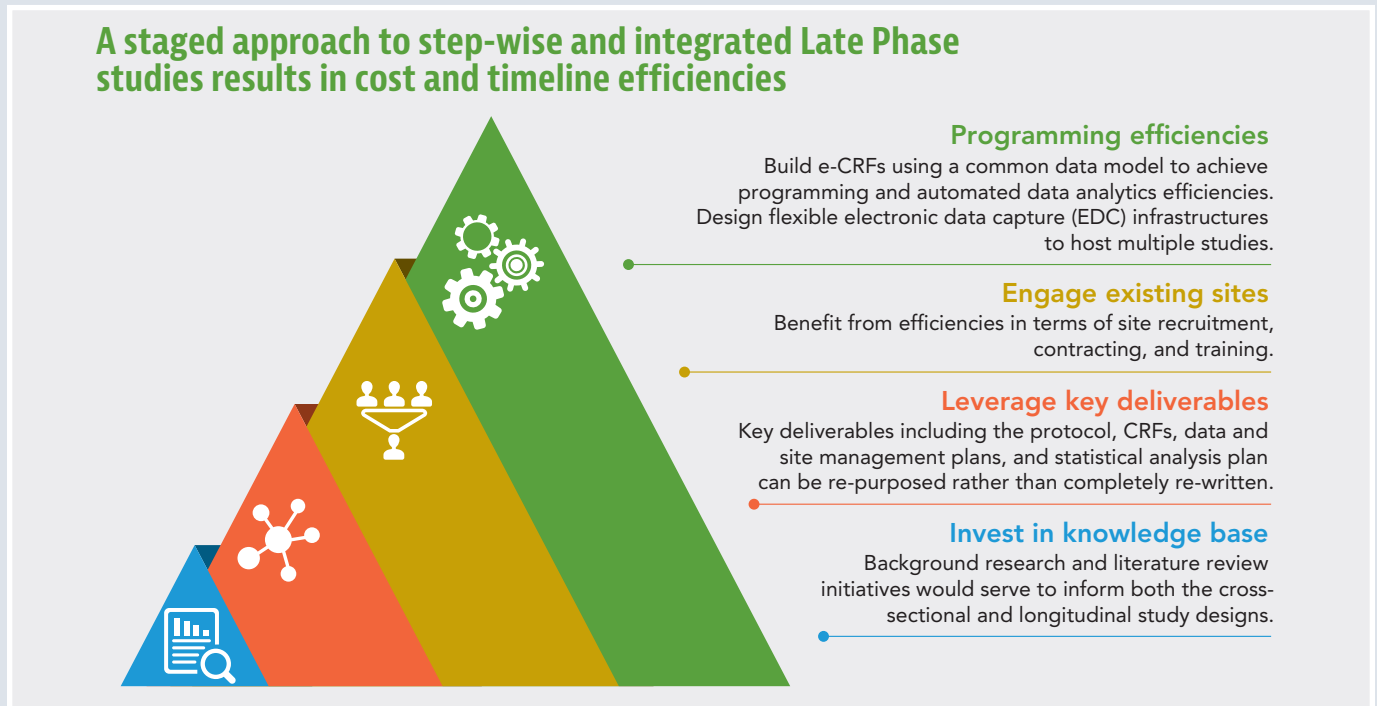 A staged approach to step-wise and integrated Late Phase
studies results in cost and timeline efficiencies
Programming efficiencies
Build e-CRFs using a common data model to achieve
programming and automated data analytics efficiencies.
Design flexible electronic data capture (EDC) infrastructures
to host multiple studies.
Engage existing sites
Benefit from efficiencies in terms of site recruitment,
contracting, and training.
Leverage key deliverables
Key deliverables including the protocol, CRFs, data and
site management plans, and statistical analysis plan
can be re-purposed rather than completely re-written.
Invest in knowledge base
Background research and literature review
initiatives would serve to inform both the cross-
sectional and longitudinal study designs.